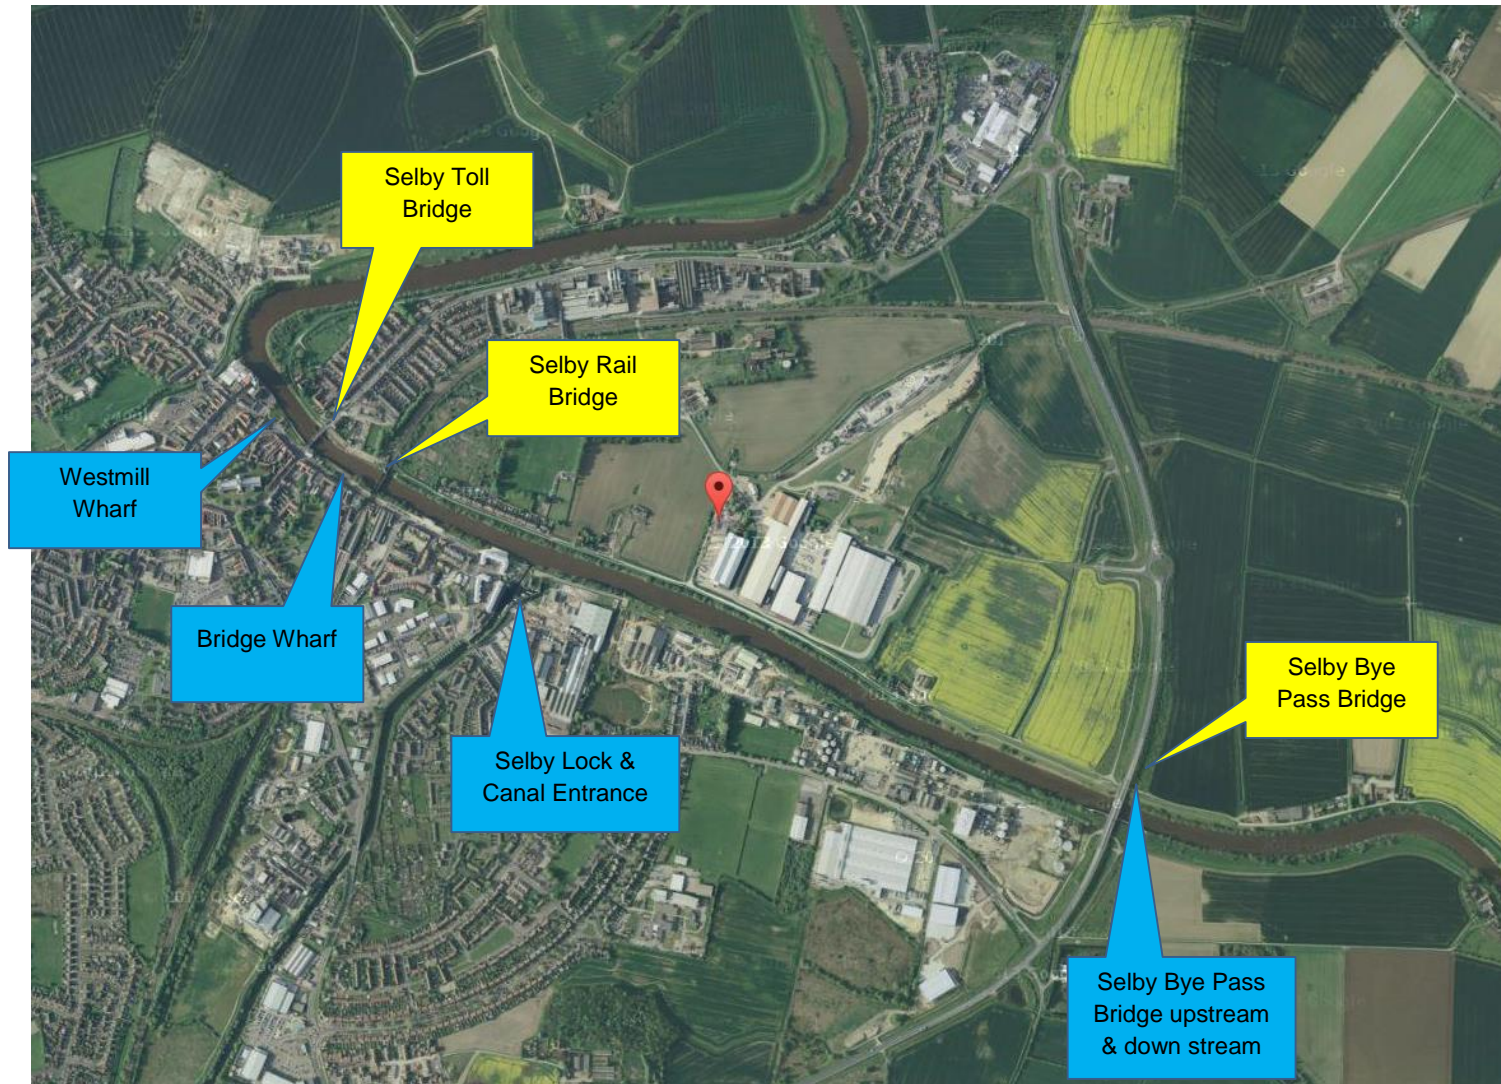 Selby Toll
Bridge
Selby Rail
Bridge
Westmill
Wharf
Bridge Wharf
Selby Bye
Pass Bridge
Selby Lock &
Canal Entrance
Selby Bye Pass
Bridge upstream
& down stream